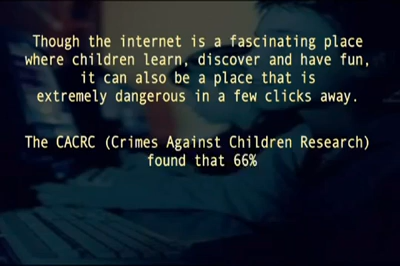 Though the internet is a fascinating place
where children learn, discover and have fun,
it can also be a place that is
extremely dangerous in a few clicks away.
The CACRC (Crimes Against Children Research)
found that 66%